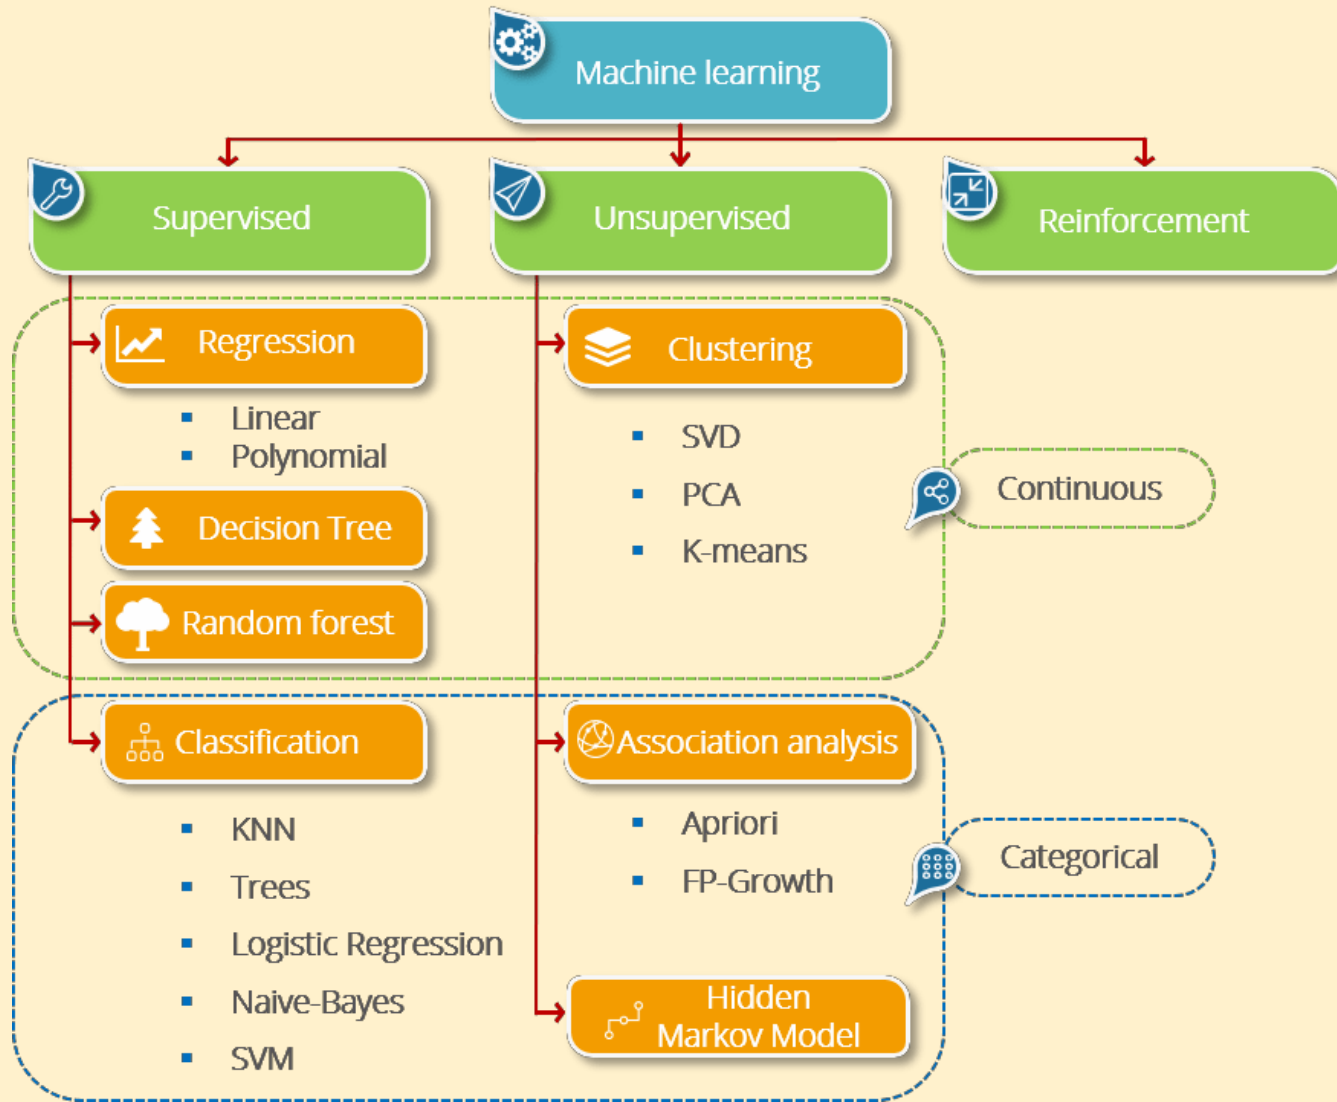 Machine learning
Supervised
Unsupervised
Reinforcement
Regression
Linear
Polynomial
Decision Tree
Random forest
Clustering
SVD
PCA
K-means
Continuous
Classification
KNN
Trees
Logistic Regression
Naive-Bayes
SVM
Association analysis
Apriori
FP-Growth
Hidden
Markov Model
Categorical